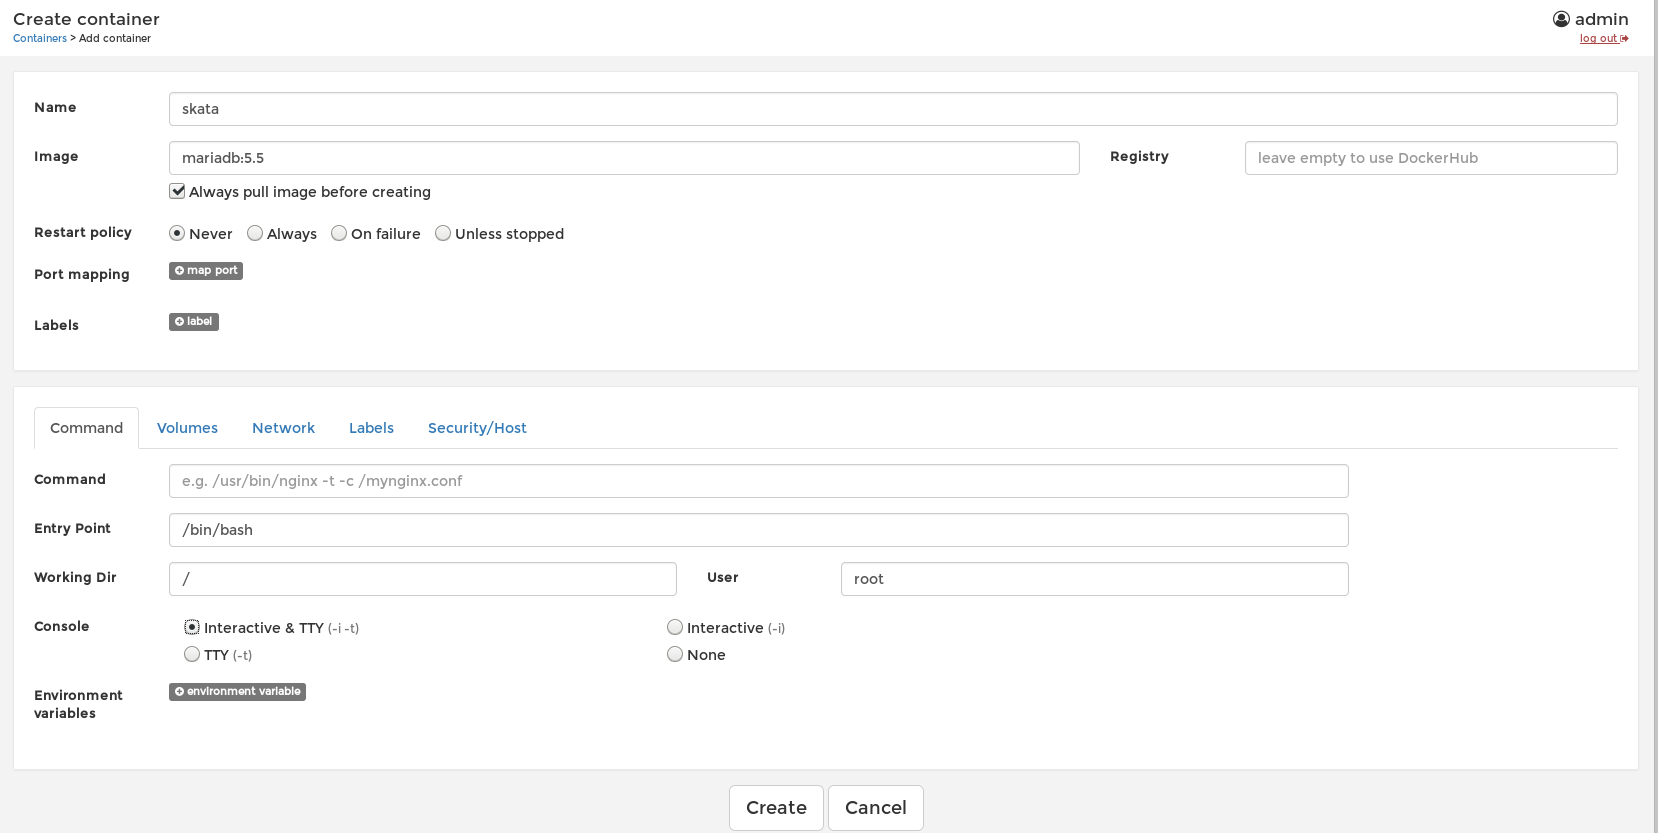 Create container
admin
Containers > Add container
log out
Name
skata
Image
mariadb:5.5
Registry
leave empty to use DockerHub
Always pull image before creating
Restart policy
Never
Always
On failure
Unless stopped
Port mapping
map port
Labels
label
Command
Volumes
Network
Labels
Security/Host
Command
e.g. /usr/bin/nginx -t -c /mynginx.conf
Entry Point
/bin/bash
Working Dir
/
User
root
Console
Interactive & TTY (-i -t)
Interactive (-i)
TTY (-t)
None
Environment
variables
environment variable
Create
Cancel